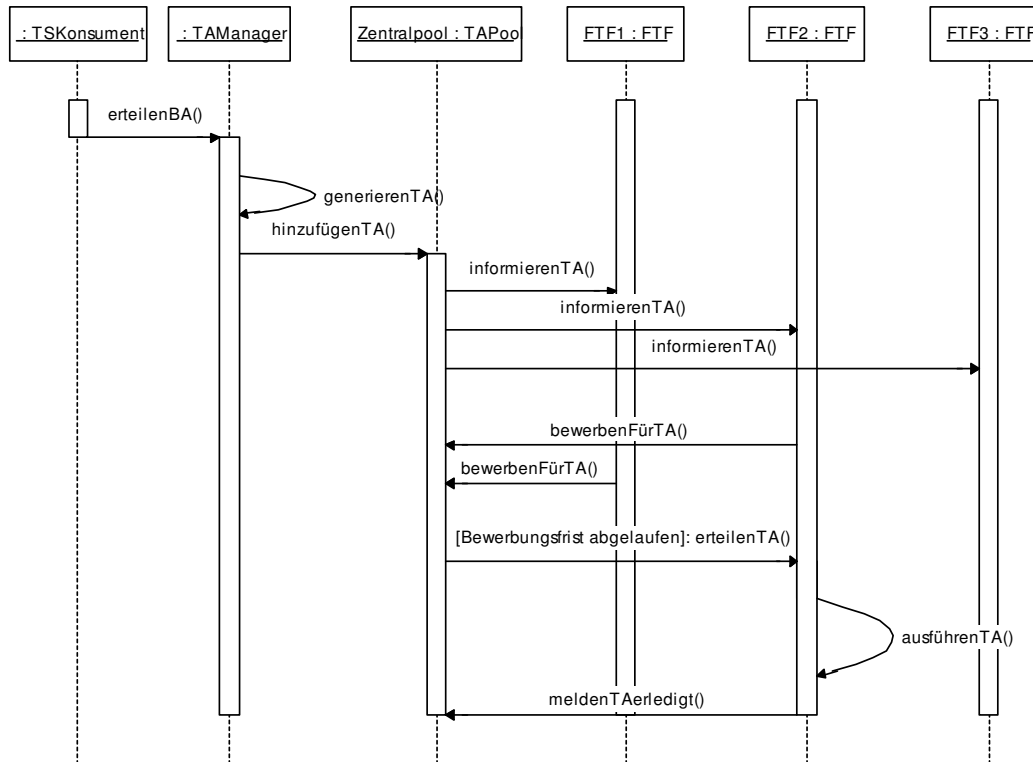 : TSKonsument
: TAManager
Zentralpool : TAPool
FTF1 : FTF
FTF2 : FTF
FTF3 : FTF
erteilenBA()
generierenTA()
hinzufügenTA()
informierenTA()
informierenTA()
informierenTA()
bewerbenFürTA()
bewerbenFürTA()
[Bewerbungsfrist abgelaufen]: erteilenTA()
ausführenTA()
meldenTAerledigt()